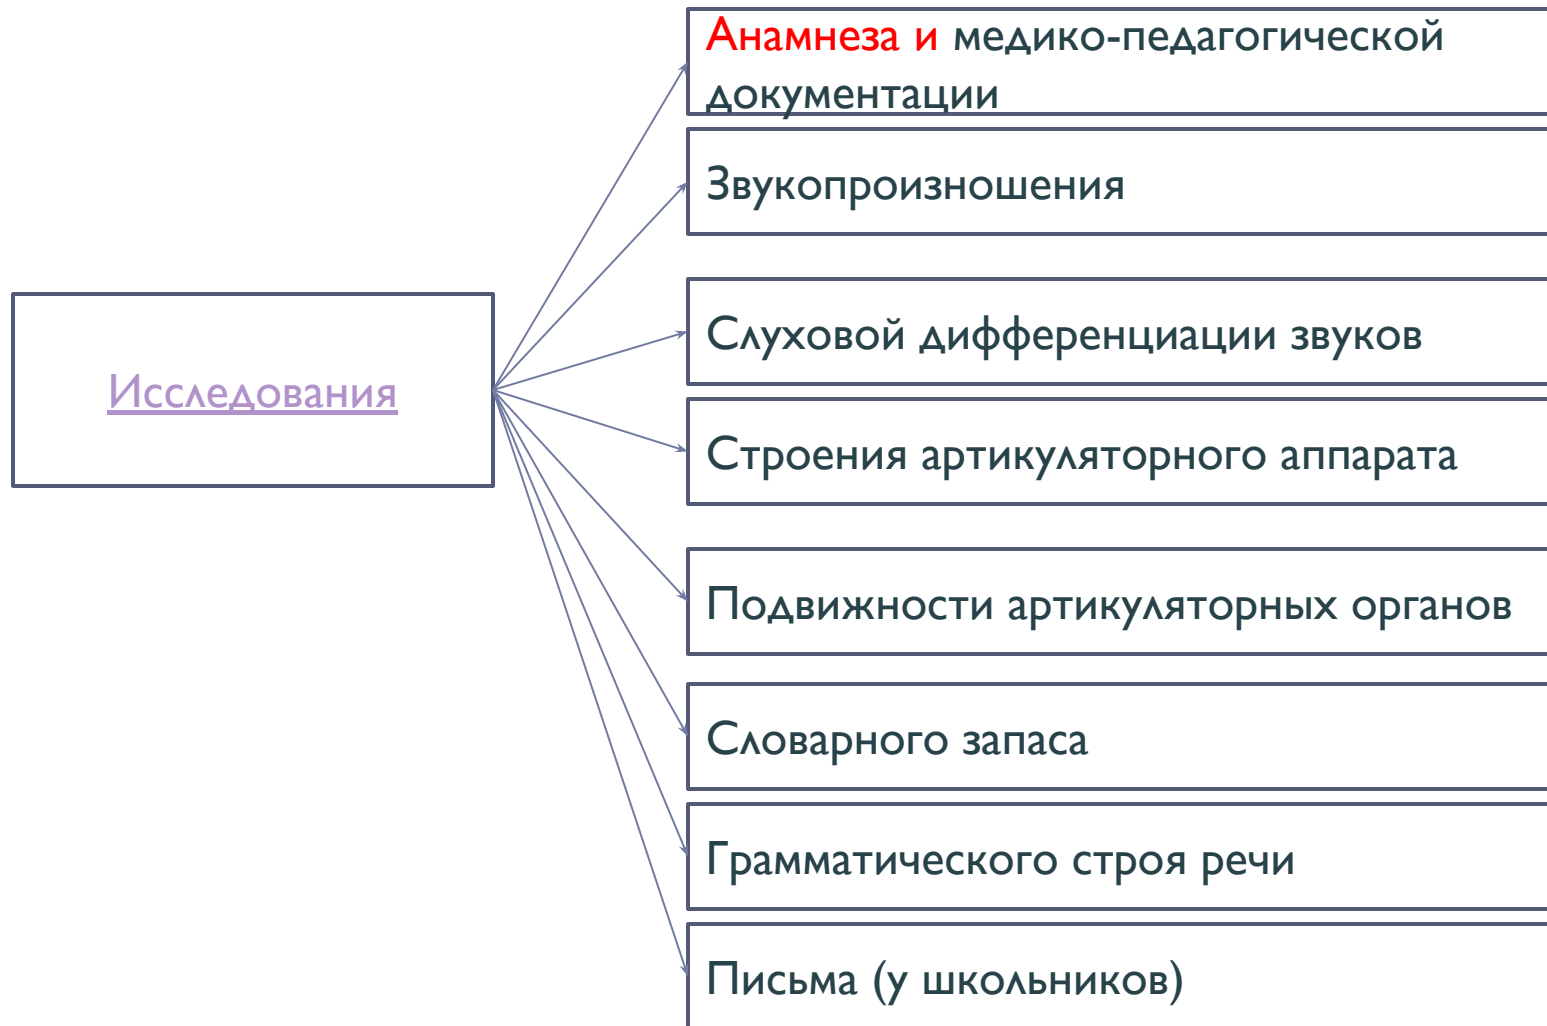 Анамнеза и медико-педагогической
документации
Звукопроизношения
Слуховой дифференциации звуков
Исследования
Строения артикуляторного аппарата
Подвижности артикуляторных органов
Словарного запаса
Грамматического строя речи
Письма (у школьников)